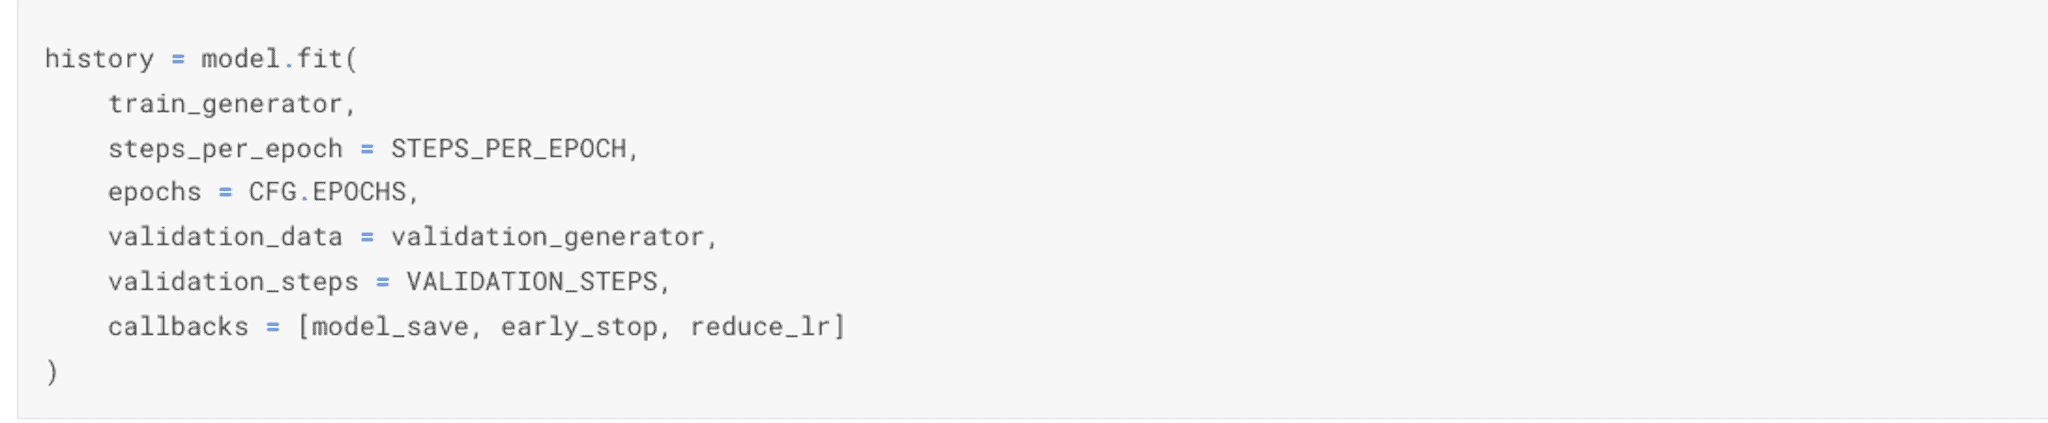 history = model.fit(
    train_generator,
    steps_per_epoch = STEPS_PER_EPOCH,
    epochs = CFG.EPOCHS,
    validation_data = validation_generator,
    validation_steps = VALIDATION_STEPS,
    callbacks = [model_save, early_stop, reduce_lr]
)